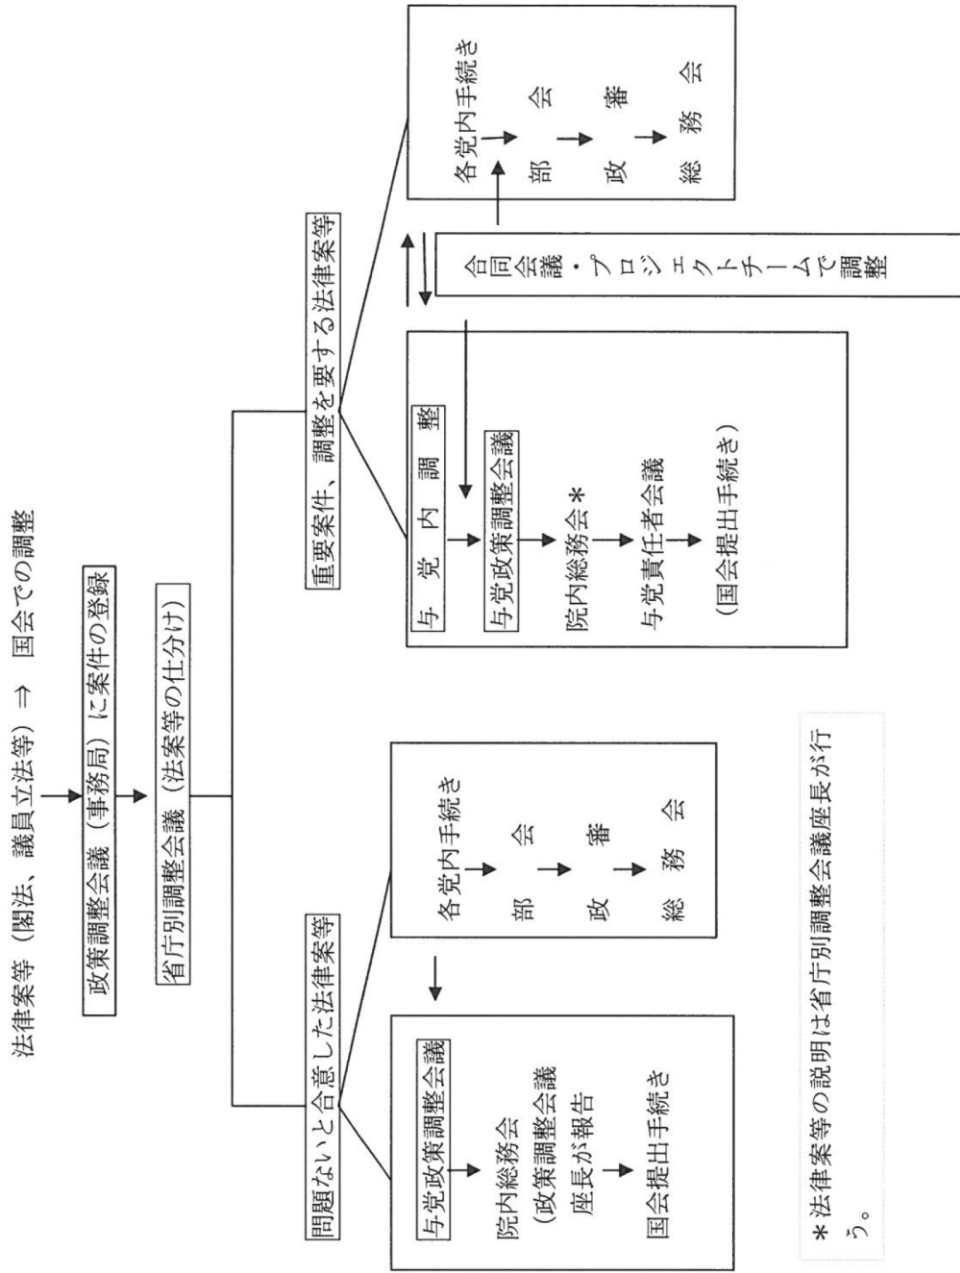 法律案等（閣法、議員立法等）⇒ 国会での調整
政策調整会議（事務局）に案件の登録
省庁別調整会議（法案等の仕分け）
問題ないと合意した法律案等
与党政策調整会議
院内総務会
（政策調整会議
座長が報告
国会提出手続き
各党内手続き
部会
政審
総務会
重要案件、調整を要する法律案等
与党内調整
与党政策調整会議
院内総務会＊
与党責任者会議
（国会提出手続き）
合同会議・プロジェクトチームで調整
各党内手続き
部会
政審
総務会
＊法律案等の説明は省庁別調整会議座長が行
う。